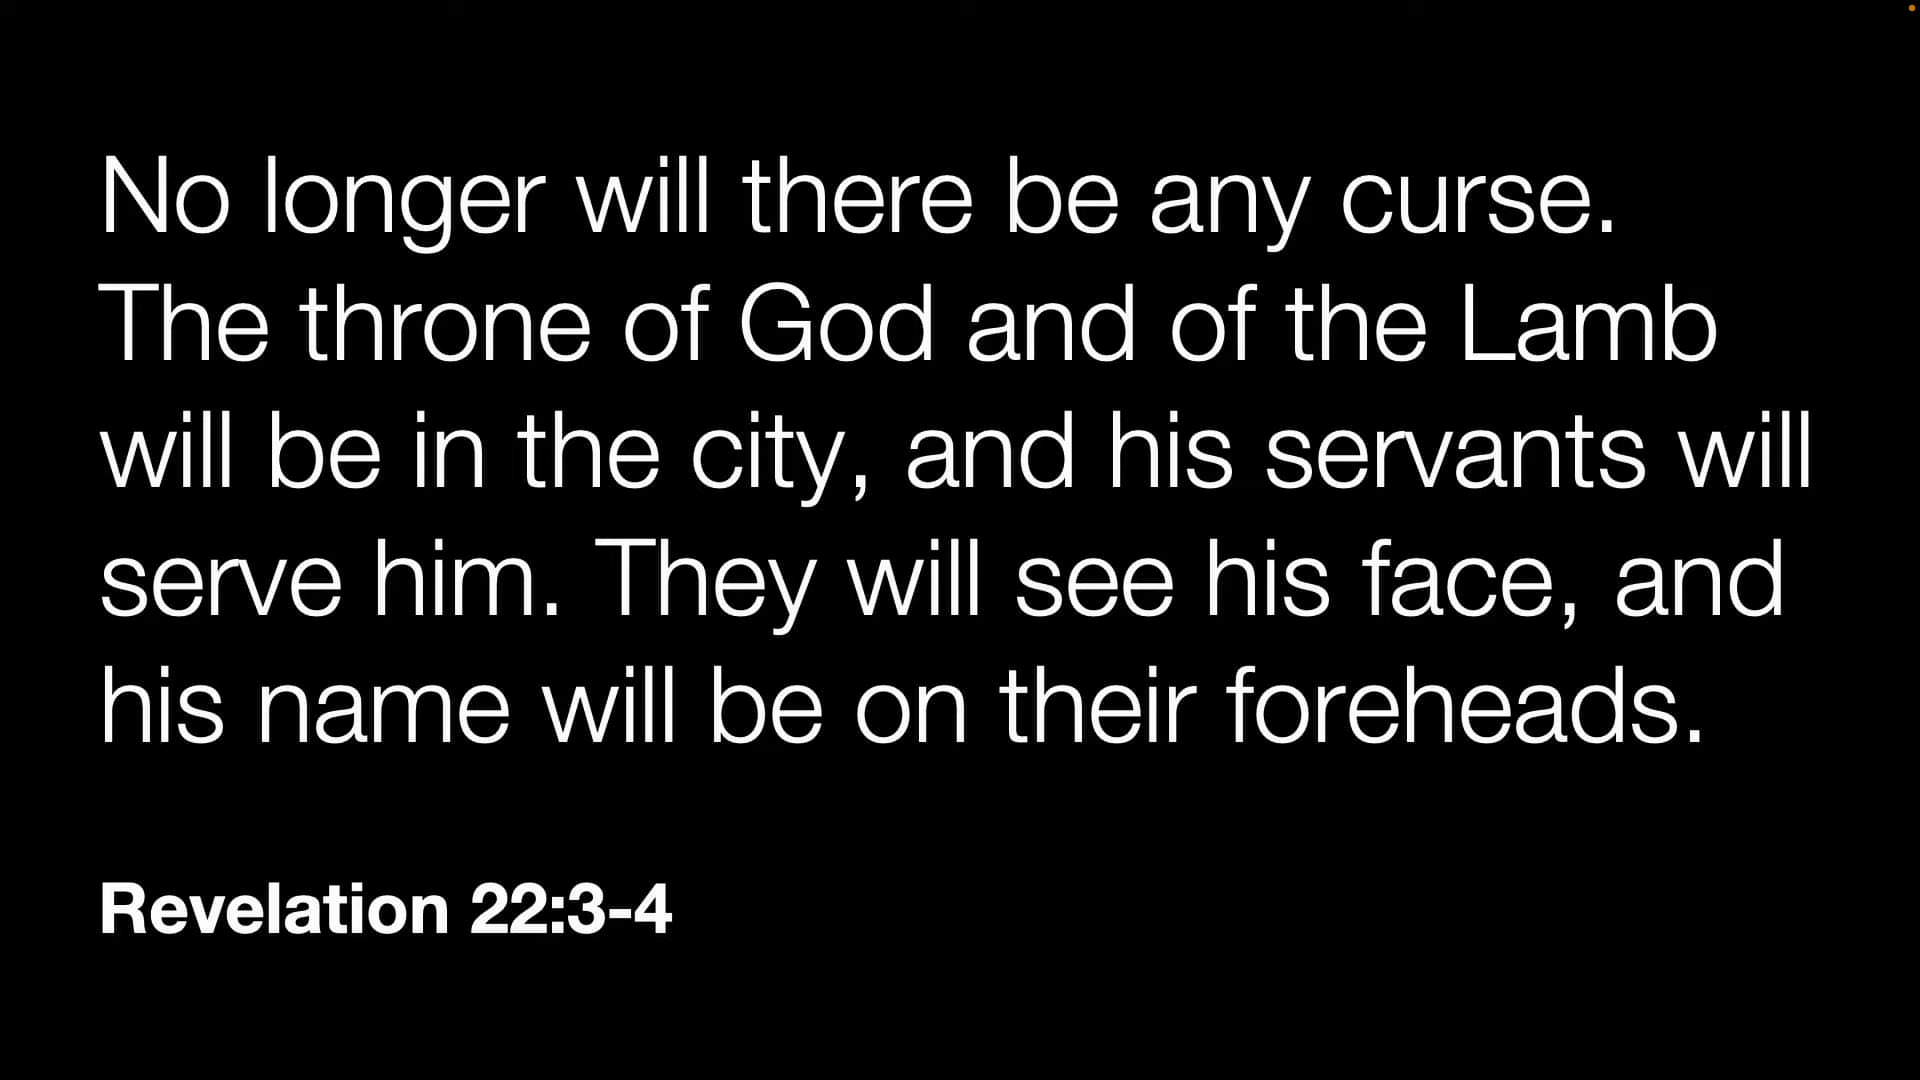 No longer will there be any curse.
The throne of God and of the Lamb
will be in the city, and his servants will
serve him. They will see his face, and
his name will be on their foreheads.
Revelation 22:3-4